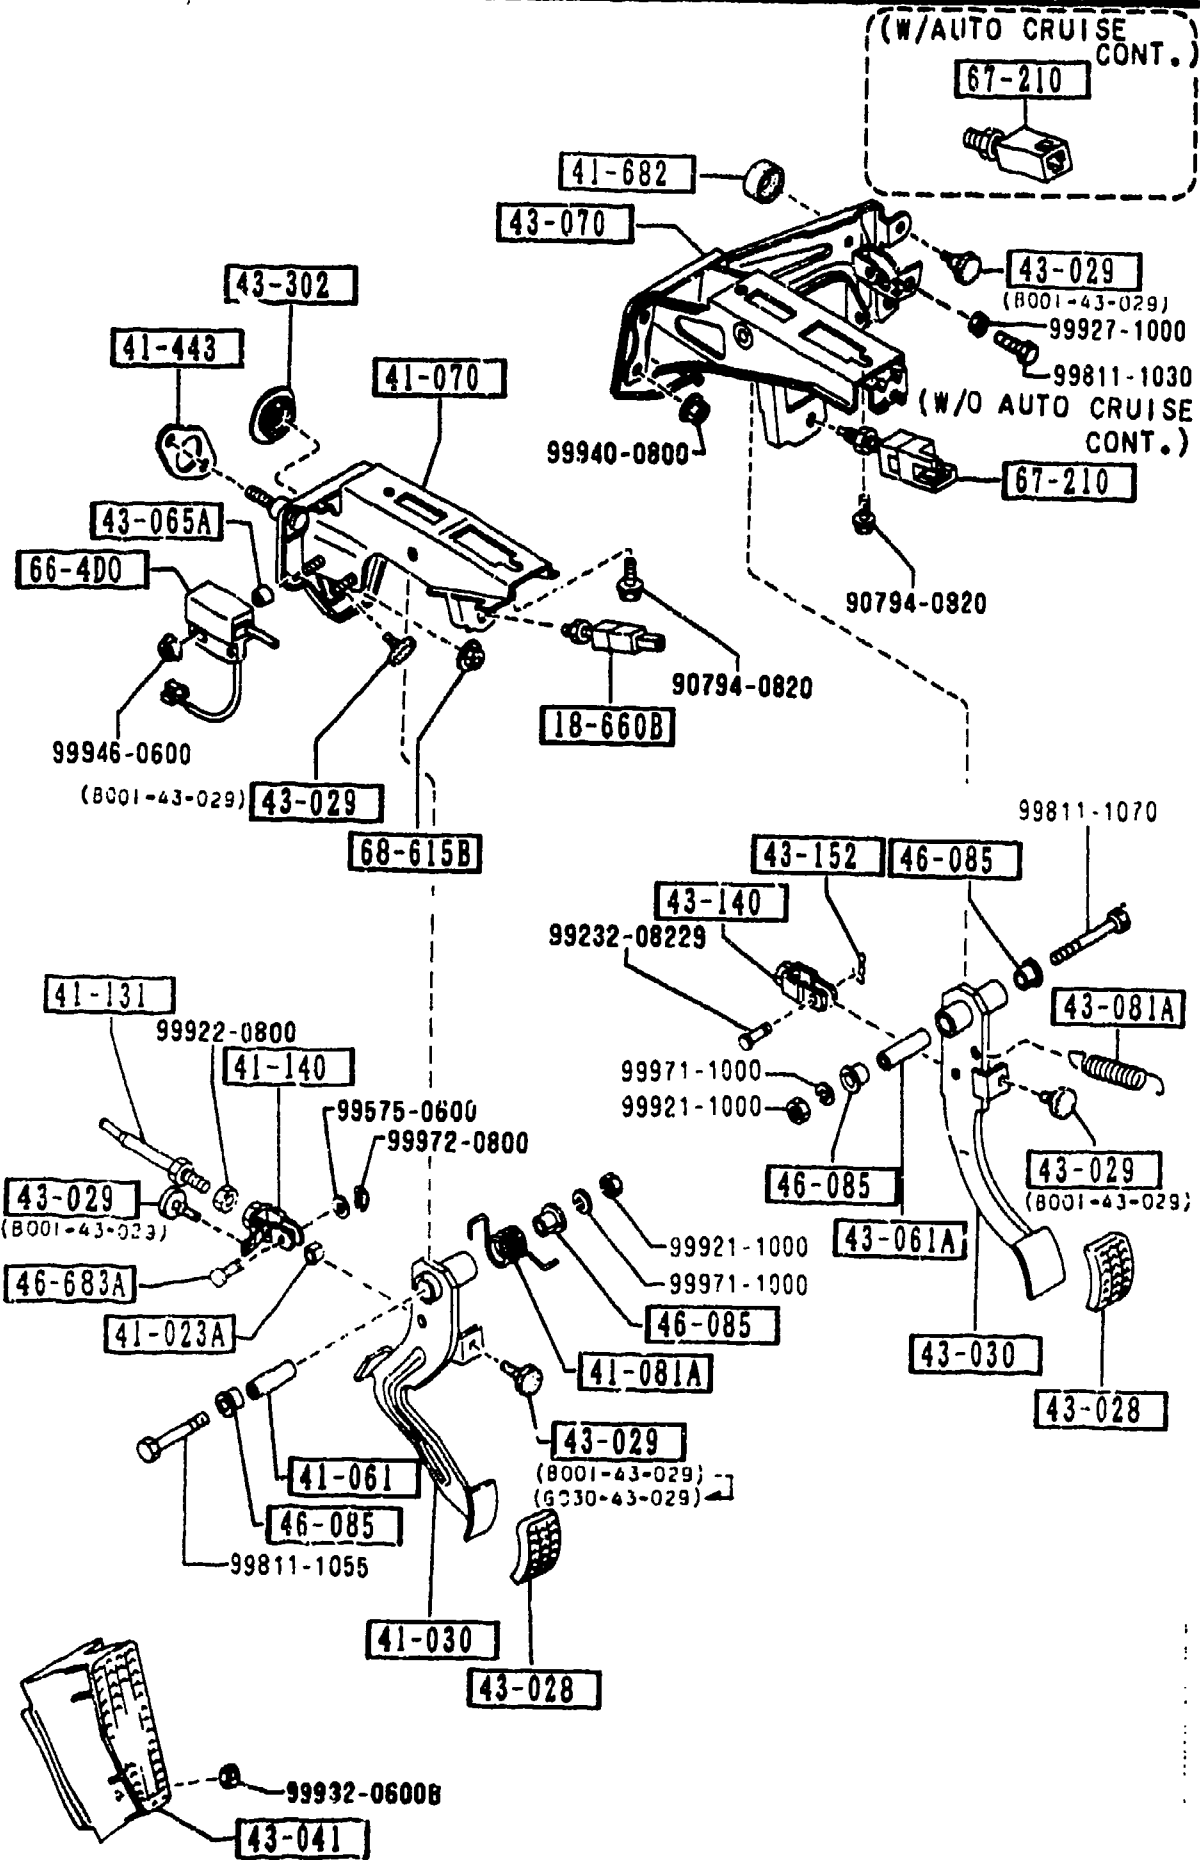 (W/AUTO CRUISE
CONT.)
67-210
41-682
43-070
43-302
43-029
(B001-43-029)
99927-1000
41-443
41-070
99811-1030
(W/O AUTO CRUISE
CONT.)
99940-0800
67-210
43-065A
66-4D0
90794-0820
90794-0820
18-660B
99946-0600
(B001-43-029)
43-029
99811-1070
68-615B
43-152
46-085
43-140
99232-08229
41-131
43-081A
99922-0800
41-140
99971-1000
99575-0600
99921-1000
99972-0800
43-029
(B001-43-029)
46-085
43-029
(B001-43-029)
99921-1000
43-061A
46-683A
99971-1000
41-023A
46-085
43-030
41-081A
43-028
43-029
(B001-43-029)
(G030-43-029)
41-061
46-085
99811-1055
41-030
43-028
99932-0600B
43-041